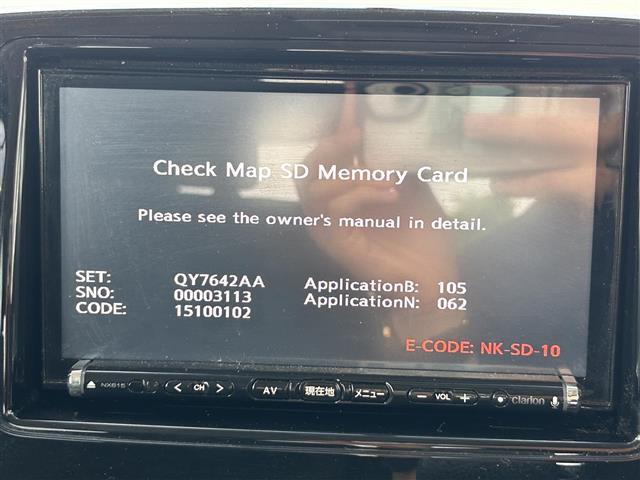 Check Map SD Memory Card
Please see the owner's manual in detail.
SET: QY7642AA ApplicationB: 105
SNO: 00003113 ApplicationN: 062
CODE: 15100102
E-CODE: NK-SD-10
NX615 < CH > AV 現在地 メニュー − VOL + clarion